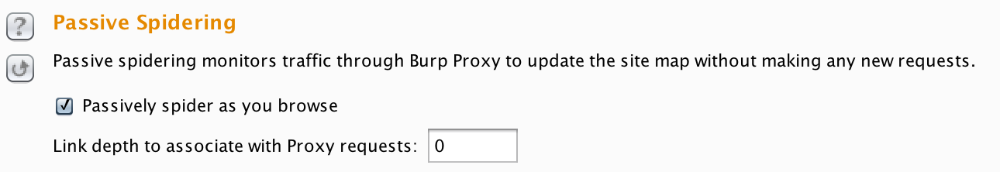 Passive Spidering
Passive spidering monitors traffic through Burp Proxy to update the site map without making any new requests.
Passively spider as you browse
Link depth to associate with Proxy requests: 0